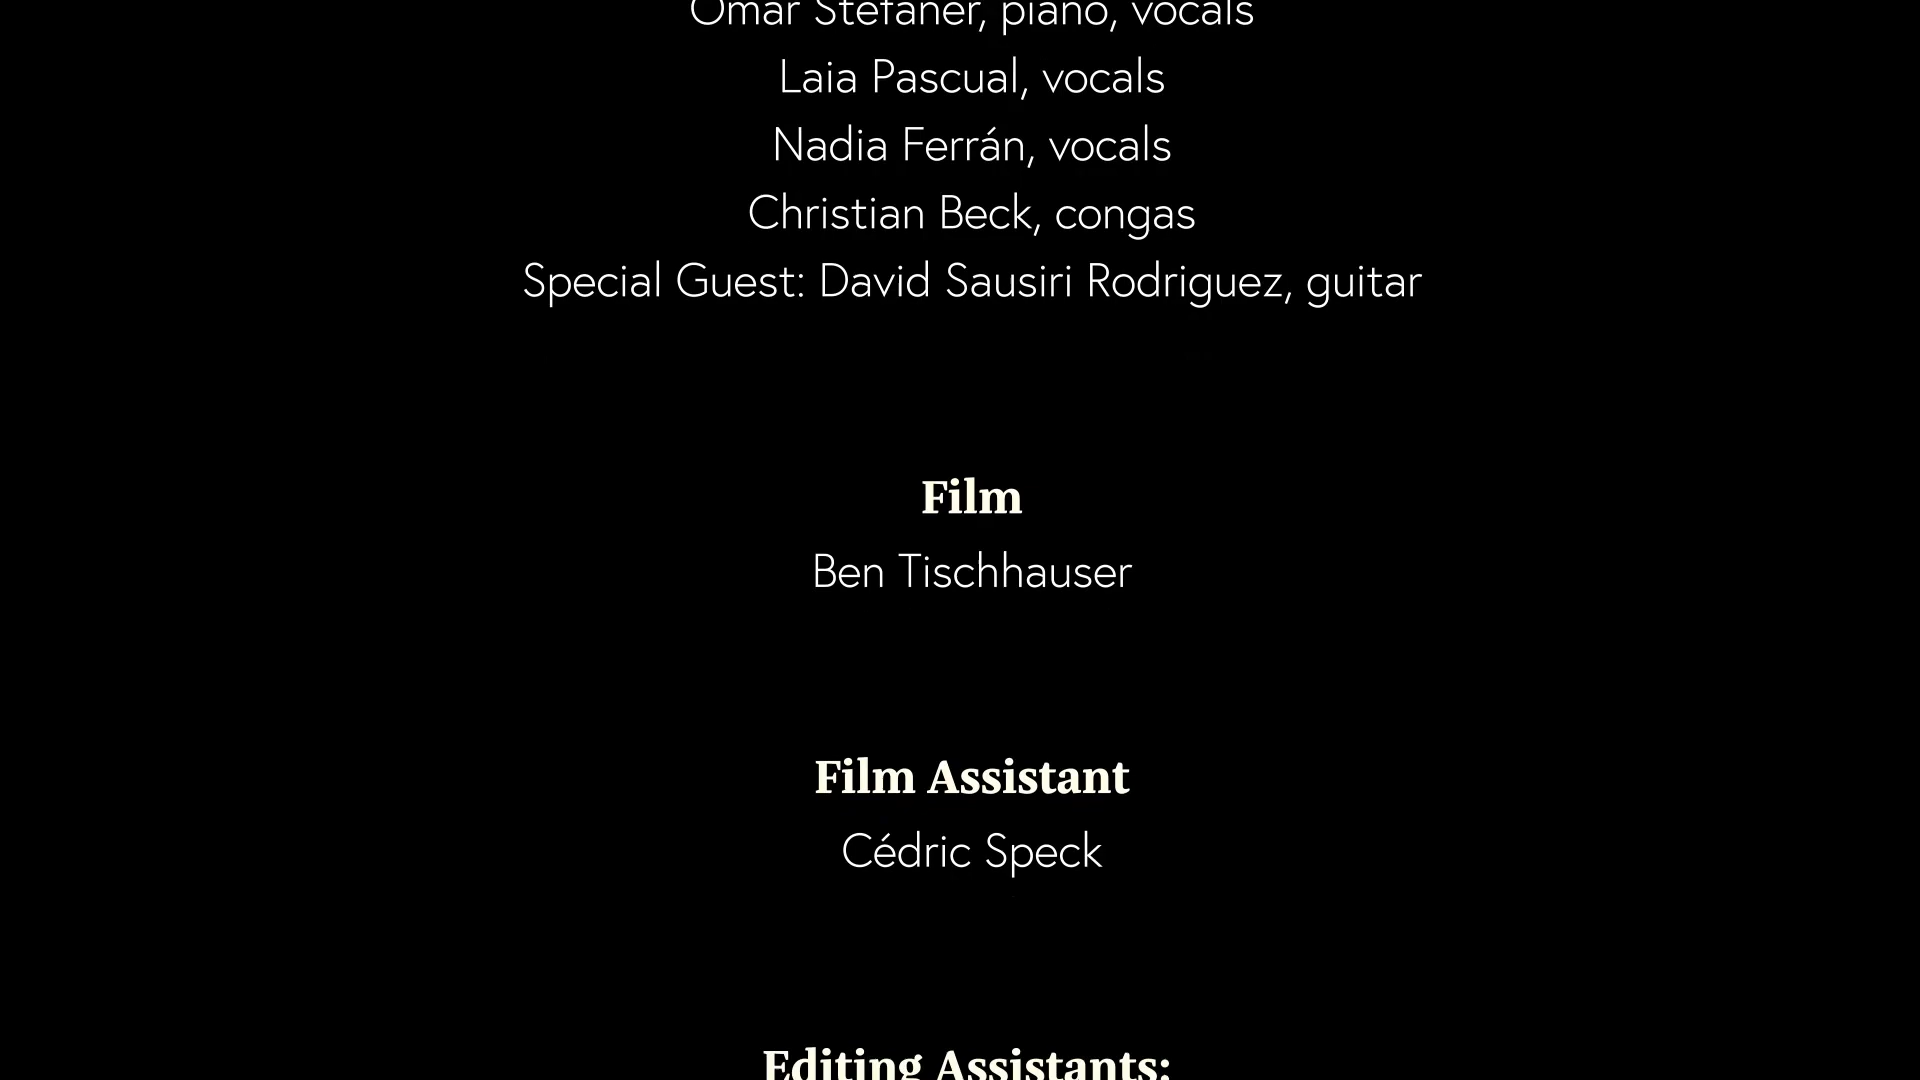 Omar Stefaner, piano, vocals
Laia Pascual, vocals
Nadia Ferrán, vocals
Christian Beck, congas
Special Guest: David Sausiri Rodriguez, guitar
Film
Ben Tischhauser
Film Assistant
Cédric Speck
Editing Assistants: